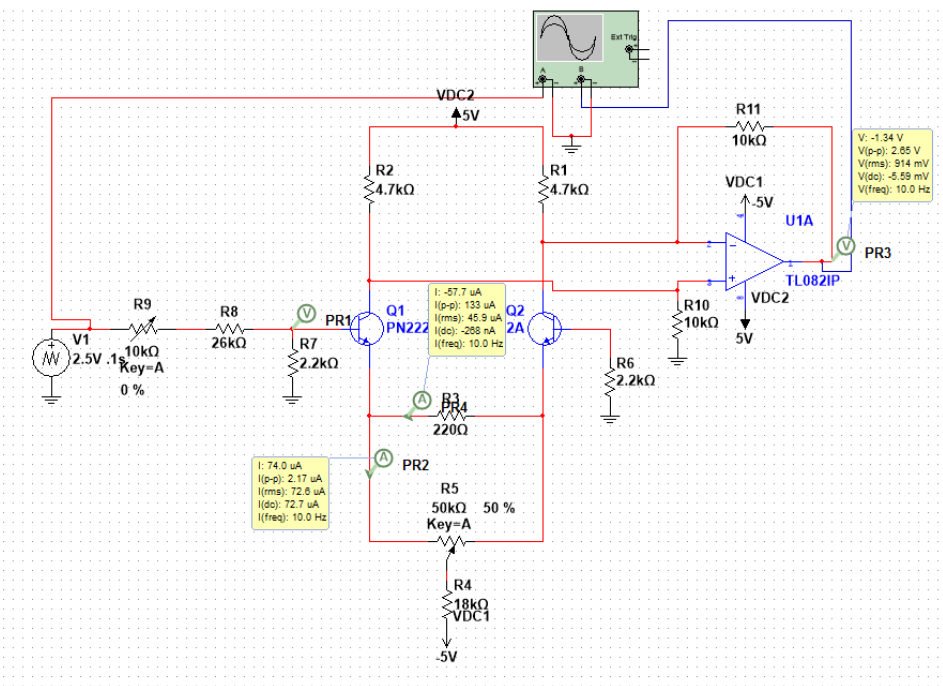 Ext Trig
+
-
A
B
+
-
+
-
VDC2
5V
R11
10kΩ
V: -1.34 V
V(p-p): 2.65 V
V(rms): 914 mV
V(dc): -5.59 mV
V(freq): 10.0 Hz
R2
4.7kΩ
R1
4.7kΩ
VDC1
-5V
4
U1A
2
1
3
8
PR3
TL082IP
VDC2
5V
R10
10kΩ
R9
10kΩ
Key=A
0 %
R8
26kΩ
PR1
V
V
V1
2.5V .1s
R7
2.2kΩ
Q1
PN222
I: -57.7 uA
I(p-p): 133 uA
I(rms): 45.9 uA
I(dc): -268 nA
I(freq): 10.0 Hz
Q2
2A
R6
2.2kΩ
A
R3
PR4
220Ω
A
PR2
I: 74.0 uA
I(p-p): 2.17 uA
I(rms): 72.6 uA
I(dc): 72.7 uA
I(freq): 10.0 Hz
R5
50kΩ 50 %
Key=A
R4
18kΩ
VDC1
-5V